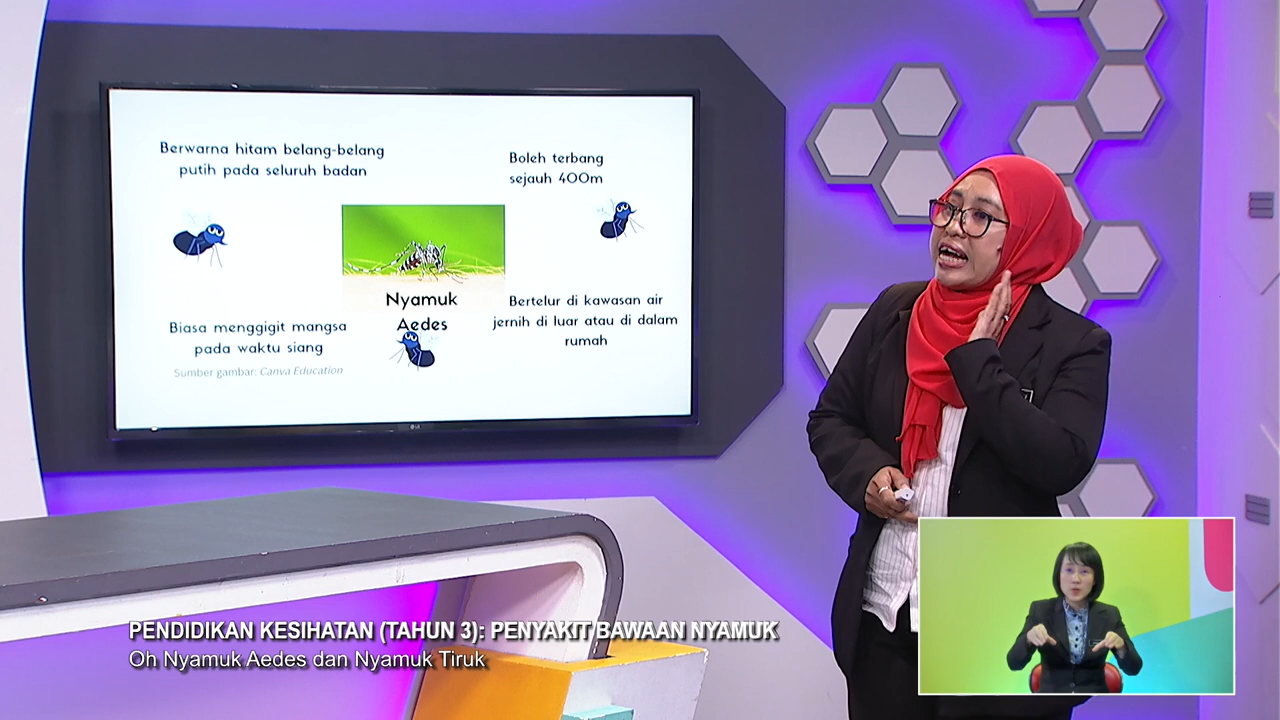 Berwarna hitam belang-belang
putih pada seluruh badan
Boleh terbang
sejauh 400m
Nyamuk
Aedes
Biasa menggigit mangsa
pada waktu siang
Bertelur di kawasan air
jernih di luar atau di dalam
rumah
Sumber gambar: Canva Education
LG
PENDIDIKAN KESIHATAN (TAHUN 3): PENYAKIT BAWAAN NYAMUK
Oh Nyamuk Aedes dan Nyamuk Tiruk